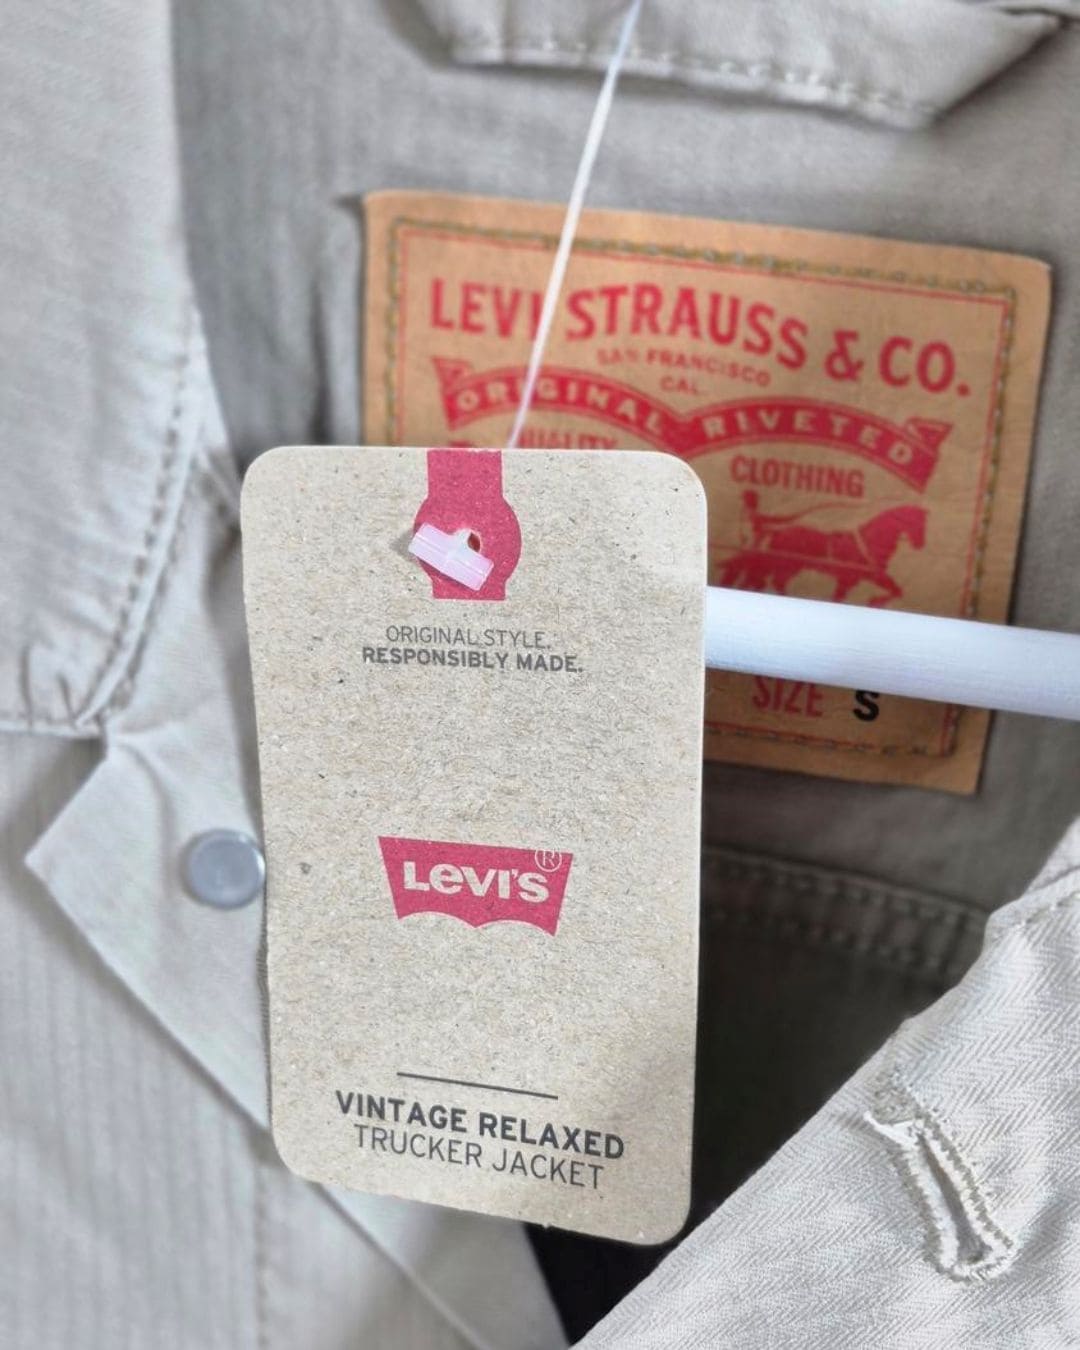 LEVI STRAUSS & CO.
SAN FRANCISCO
CAL.
ORIGINAL RIVETED
QUALITY
CLOTHING
SIZE S
ORIGINAL STYLE.
RESPONSIBLY MADE.
LEVI'S®
VINTAGE RELAXED
TRUCKER JACKET